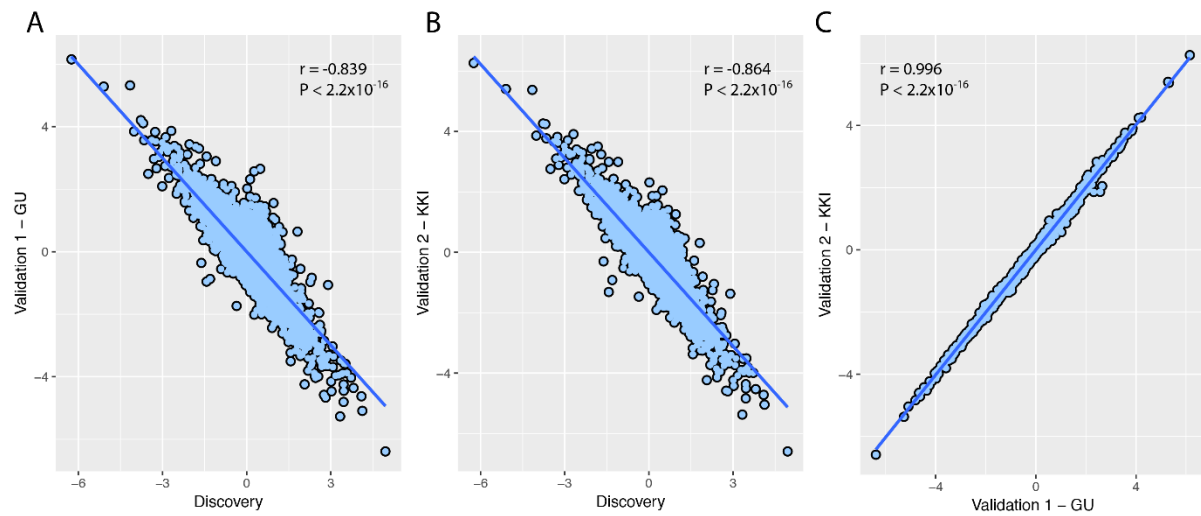 A
r = -0.839
P < 2.2x10-16
4
0
−4
Validation 1 − GU
−6
−3
0
3
Discovery
B
r = -0.864
P < 2.2x10-16
4
0
−4
Validation 2 − KKI
−6
−3
0
3
Discovery
C
r = 0.996
P < 2.2x10-16
4
0
−4
Validation 2 − KKI
−4
0
4
Validation 1 − GU